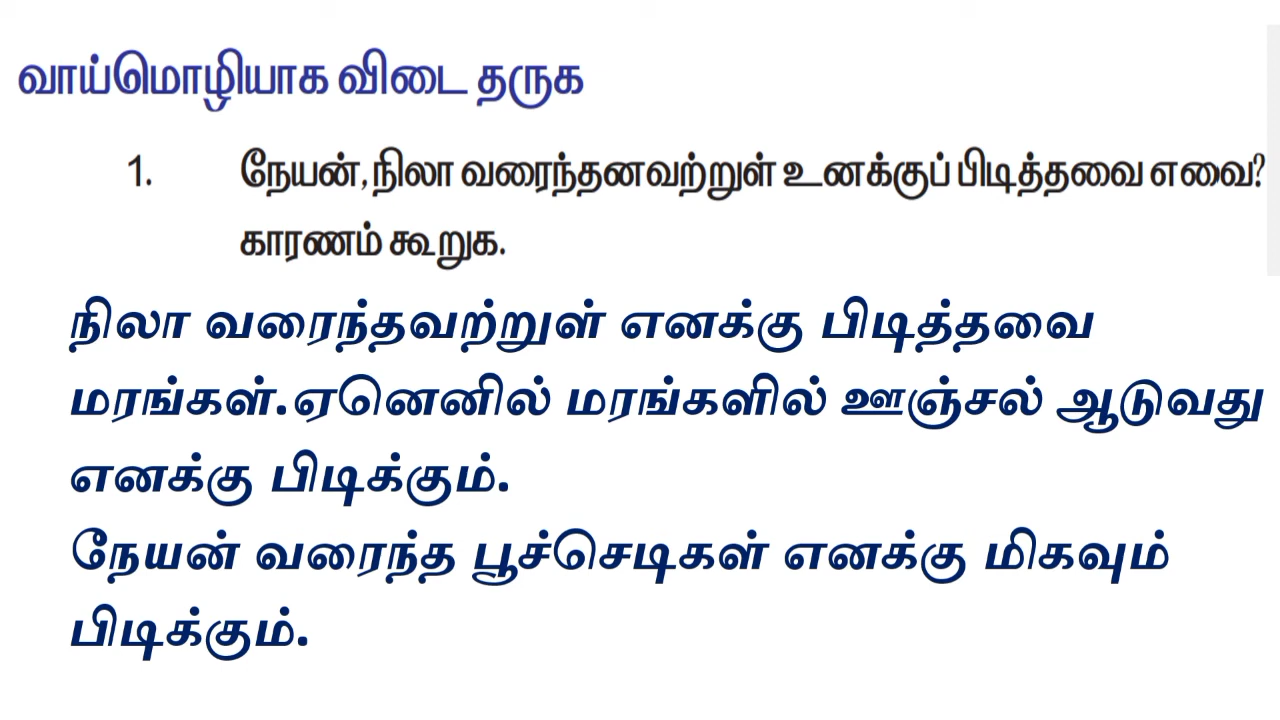 வாய்மொழியாக விடை தருக
1. நேயன், நிலா வரைந்தனவற்றுள் உனக்குப் பிடித்தவை எவை?
காரணம் கூறுக.
நிலா வரைந்தவற்றுள் எனக்கு பிடித்தவை
மரங்கள்.ஏனெனில் மரங்களில் ஊஞ்சல் ஆடுவது
எனக்கு பிடிக்கும்.
நேயன் வரைந்த பூச்செடிகள் எனக்கு மிகவும்
பிடிக்கும்.